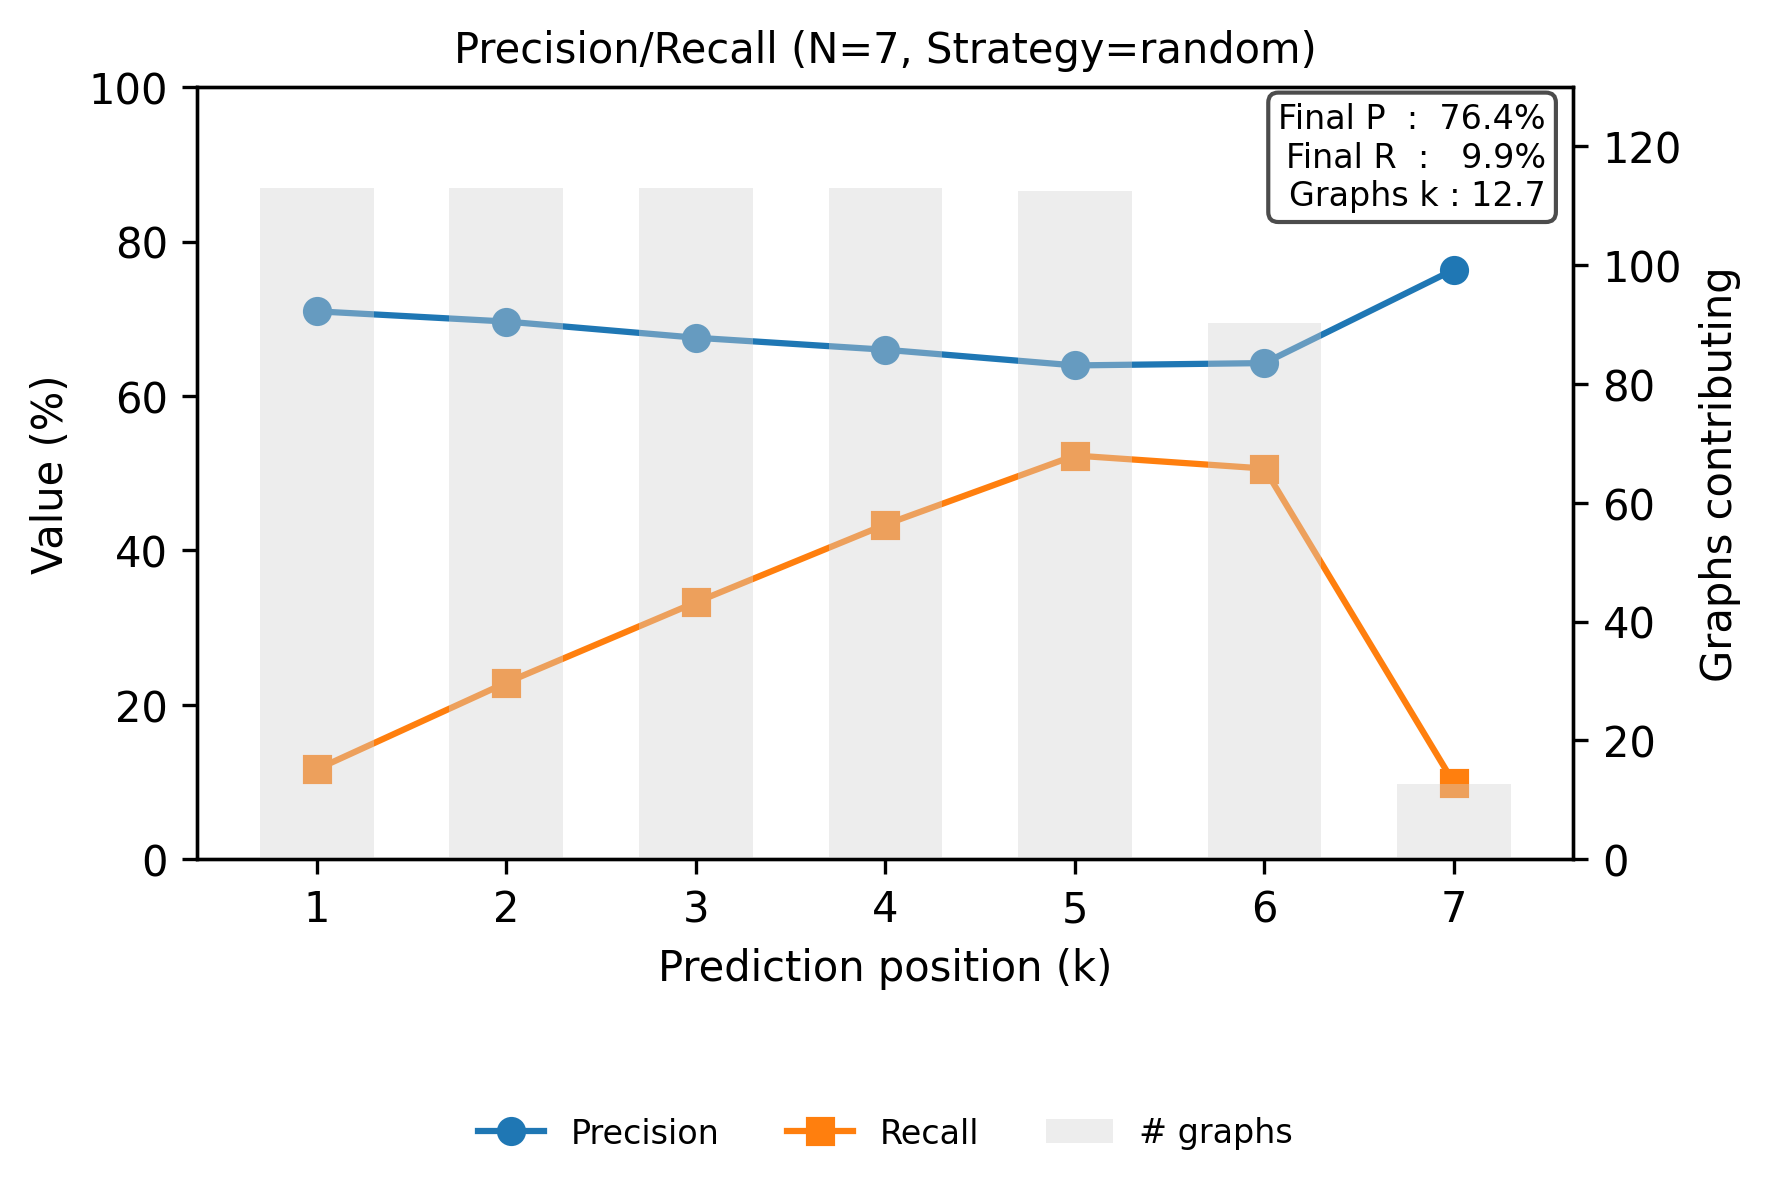 Precision/Recall (N=7, Strategy=random)
100
80
60
40
20
0
Value (%)
Final P : 76.4%
Final R : 9.9%
Graphs k : 12.7
120
100
80
60
40
20
0
Graphs contributing
1 2 3 4 5 6 7
Prediction position (k)
Precision Recall # graphs